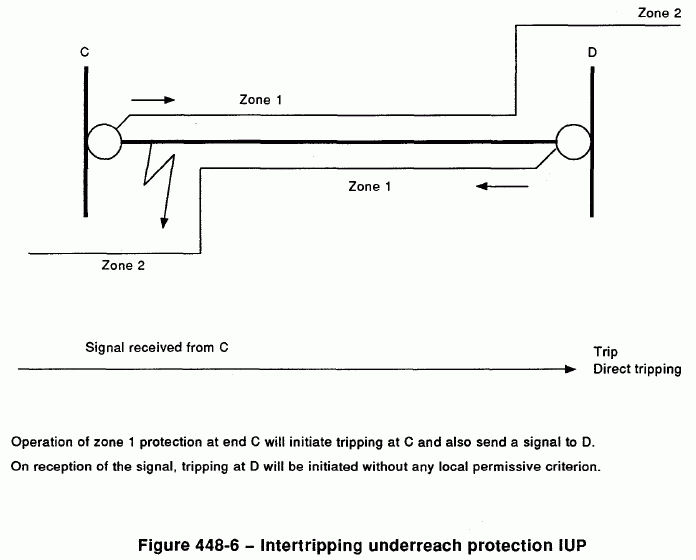 Zone 2
C
D
Zone 1
Zone 1
Zone 2
Signal received from C
Trip
Direct tripping
Operation of zone 1 protection at end C will initiate tripping at C and also send a signal to D.
On reception of the signal, tripping at D will be initiated without any local permissive criterion.
Figure 448-6 – Intertripping underreach protection IUP